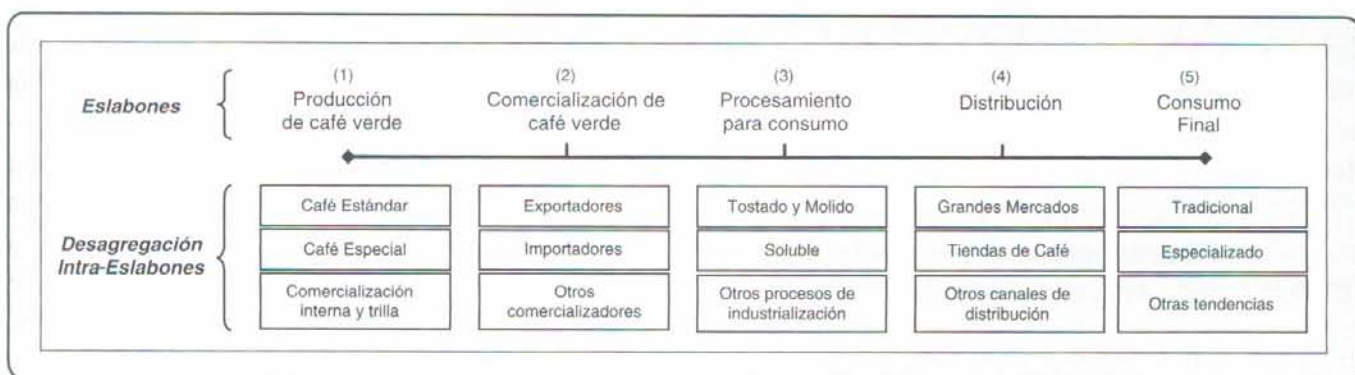 Eslabones
(1)
Producción
de café verde
(2)
Comercialización de
café verde
(3)
Procesamiento
para consumo
(4)
Distribución
(5)
Consumo
Final
Desagregación
Intra-Eslabones
Café Estándar
Café Especial
Comercialización
interna y trilla
Exportadores
Importadores
Otros
comercializadores
Tostado y Molido
Soluble
Otros procesos de
industrialización
Grandes Mercados
Tiendas de Café
Otros canales de
distribución
Tradicional
Especializado
Otras tendencias